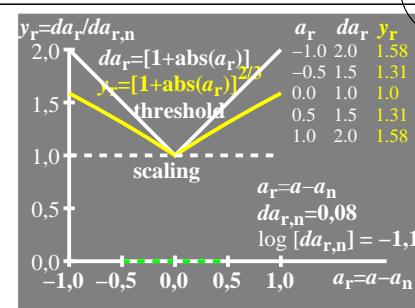 y_r=da_r/da_r,n
a_r da_r y_r
2,0
da_r=[1+abs(a_r)]
−1.0 2.0 1.58
y_r=[1+abs(a_r)]^2/3
−0.5 1.5 1.31
1,5
threshold
0.0 1.0 1.0
0.5 1.5 1.31
1.0 2.0 1.58
1,0
scaling
a_r=a−a_n
0,5
da_r,n=0,08
log [da_r,n] = −1,1
0,0
−1,0 −0,5 0,0 0,5 1,0 a_r=a−a_n